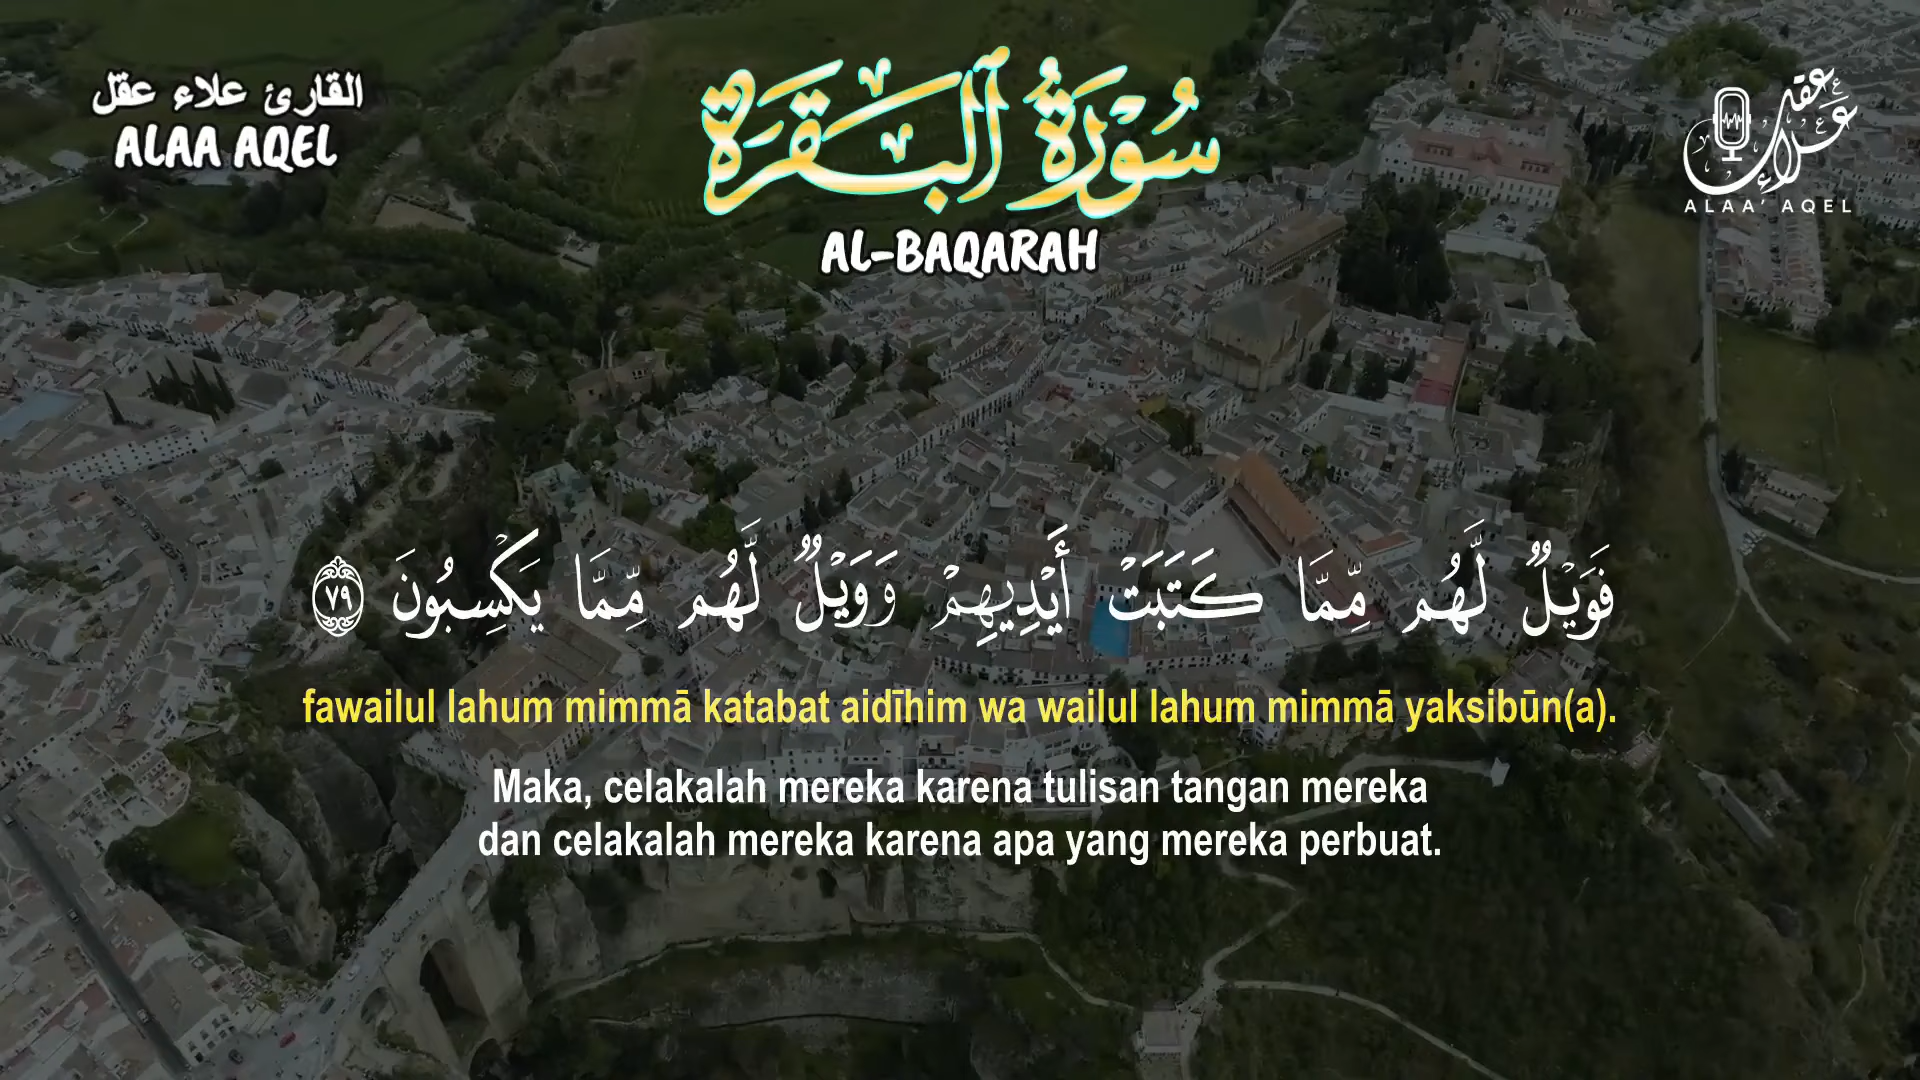 القارئ علاء عقل
ALAA AQEL
سُوْرَةُ ٱلْبَقَرَةِ
AL-BAQARAH
علاء عقل
ALAA' AQEL
فَوَيْلٌ لَّهُم مِّمَّا كَتَبَتْ أَيْدِيهِمْ وَوَيْلٌ لَّهُم مِّمَّا يَكْسِبُونَ ٧٩
fawailul lahum mimmā katabat aidīhim wa wailul lahum mimmā yaksibūn(a).
Maka, celakalah mereka karena tulisan tangan mereka
dan celakalah mereka karena apa yang mereka perbuat.